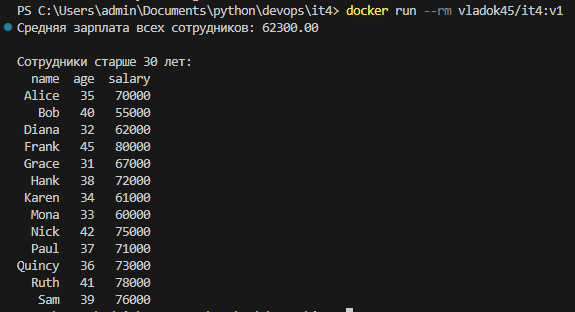 PS C:\Users\admin\Documents\python\devops\it4> docker run --rm vladok45/it4:v1
Средняя зарплата всех сотрудников: 62300.00
Сотрудники старше 30 лет:
name age salary
Alice 35 70000
Bob 40 55000
Diana 32 62000
Frank 45 80000
Grace 31 67000
Hank 38 72000
Karen 34 61000
Mona 33 60000
Nick 42 75000
Paul 37 71000
Quincy 36 73000
Ruth 41 78000
Sam 39 76000